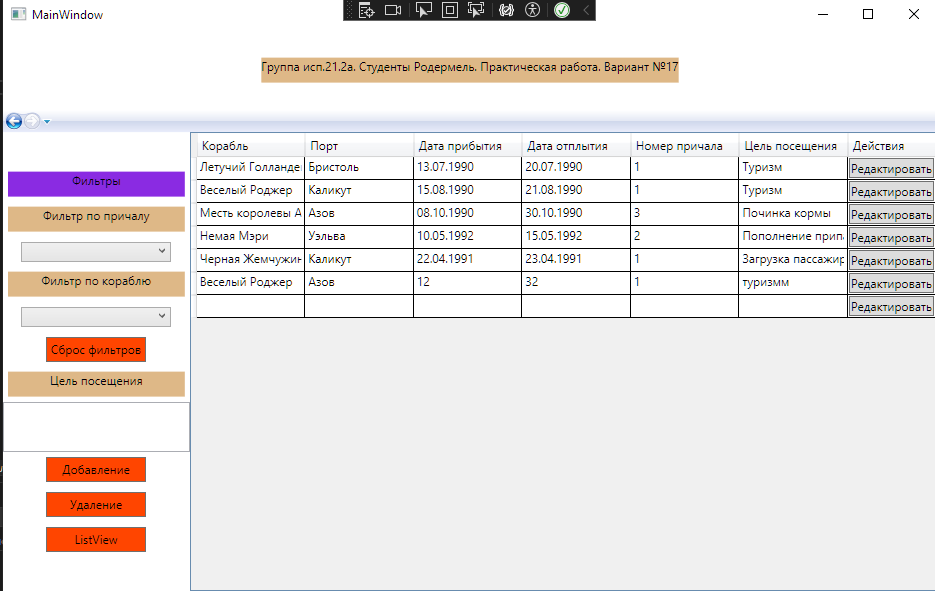 MainWindow
Группа исп.21.2а. Студенты Родермель. Практическая работа. Вариант №17
Фильтры
Фильтр по причалу
Фильтр по кораблю
Сброс фильтров
Цель посещения
Добавление
Удаление
ListView
Корабль Порт Дата прибытия Дата отплытия Номер причала Цель посещения Действия
Летучий Голланде Бристоль 13.07.1990 20.07.1990 1 Туризм Редактировать
Веселый Роджер Каликут 15.08.1990 21.08.1990 1 Туризм Редактировать
Месть королевы А Азов 08.10.1990 30.10.1990 3 Починка кормы Редактировать
Немая Мэри Уэльва 10.05.1992 15.05.1992 2 Пополнение припа Редактировать
Черная Жемчужин Каликут 22.04.1991 23.04.1991 1 Загрузка пассажир Редактировать
Веселый Роджер Азов 12 32 1 туризмм Редактировать
Редактировать